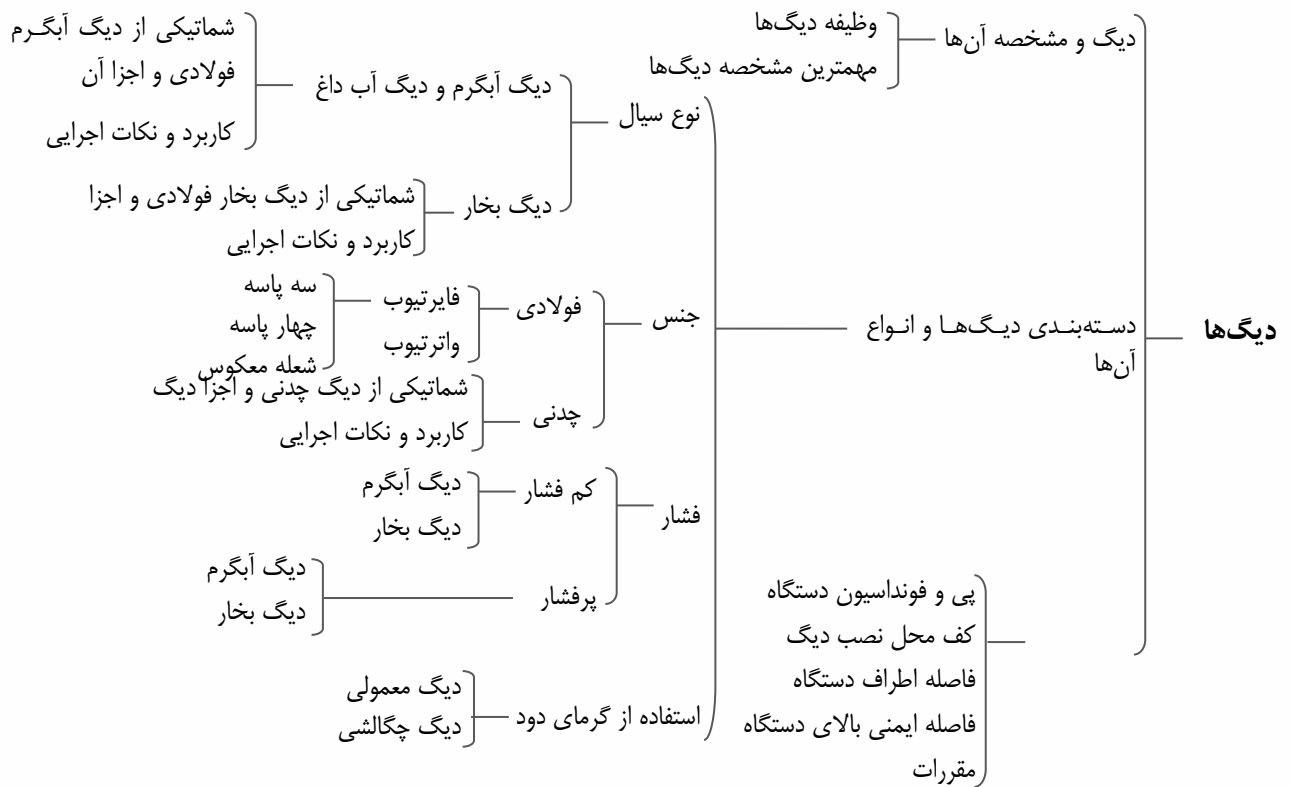 دیگ‌ها
دیگ و مشخصه آن‌ها
وظیفه دیگ‌ها
مهمترین مشخصه دیگ‌ها
دسته‌بندی دیگ‌ها و انواع
آن‌ها
نوع سیال
دیگ آبگرم و دیگ آب داغ
شماتیکی از دیگ آبگرم
فولادی و اجزا آن
کاربرد و نکات اجرایی
دیگ بخار
شماتیکی از دیگ بخار فولادی و اجزا
کاربرد و نکات اجرایی
جنس
فولادی
فایرتیوب
سه پاسه
چهار پاسه
شعله معکوس
واترتیوب
چدنی
شماتیکی از دیگ چدنی و اجزا دیگ
کاربرد و نکات اجرایی
فشار
کم فشار
دیگ آبگرم
دیگ بخار
پرفشار
دیگ آبگرم
دیگ بخار
استفاده از گرمای دود
دیگ معمولی
دیگ چگالشی
پی و فونداسیون دستگاه
کف محل نصب دیگ
فاصله اطراف دستگاه
فاصله ایمنی بالای دستگاه
مقررات